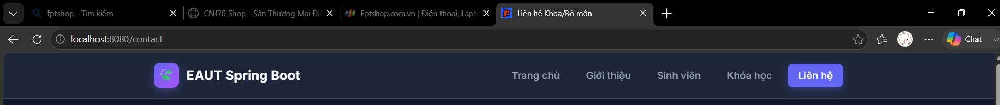 fptshop - Tìm kiếm
CNJ70 Shop - Sàn Thương Mại Điệ
Fptshop.com.vn | Điện thoại, Lapto
Liên hệ Khoa/Bộ môn
localhost:8080/contact
Chat
EAUT Spring Boot
Trang chủ
Giới thiệu
Sinh viên
Khóa học
Liên hệ